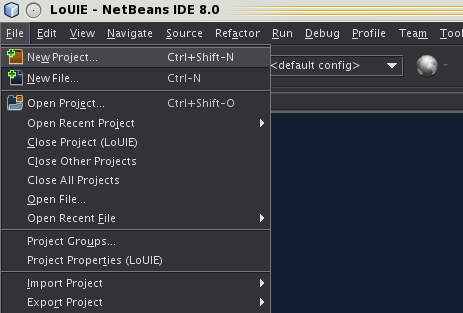 LoUIE - NetBeans IDE 8.0
File Edit View Navigate Source Refactor Run Debug Profile Team
New Project... Ctrl+Shift-N
<default config>
New File... Ctrl-N
Open Project... Ctrl+Shift-O
Open Recent Project
Close Project (LoUIE)
Close Other Projects
Close All Projects
Open File...
Open Recent File
Project Groups...
Project Properties (LoUIE)
Import Project
Export Project